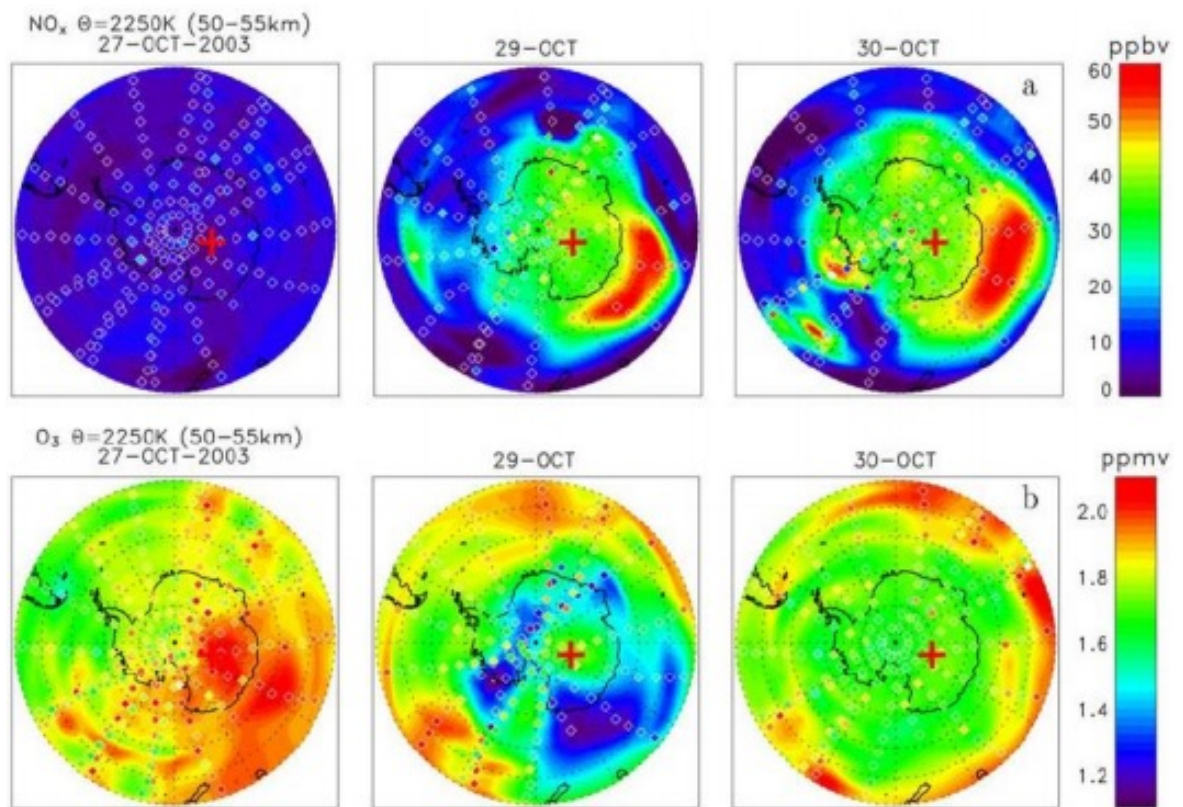 NOₓ Θ=2250K (50–55km)
27-OCT-2003
29-OCT
30-OCT
ppbv
a
60
50
40
30
20
10
0
O₃ Θ=2250K (50–55km)
27-OCT-2003
29-OCT
30-OCT
ppmv
b
2.0
1.8
1.6
1.4
1.2